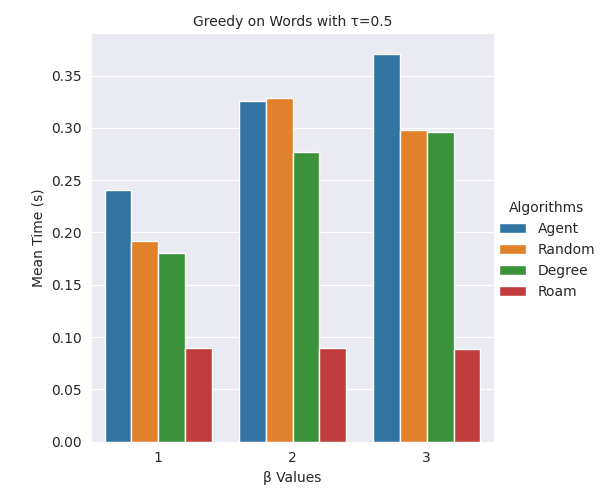 Greedy on Words with τ=0.5
Mean Time (s)
0.35
0.30
0.25
0.20
0.15
0.10
0.05
0.00
1 2 3
β Values
Algorithms
Agent
Random
Degree
Roam